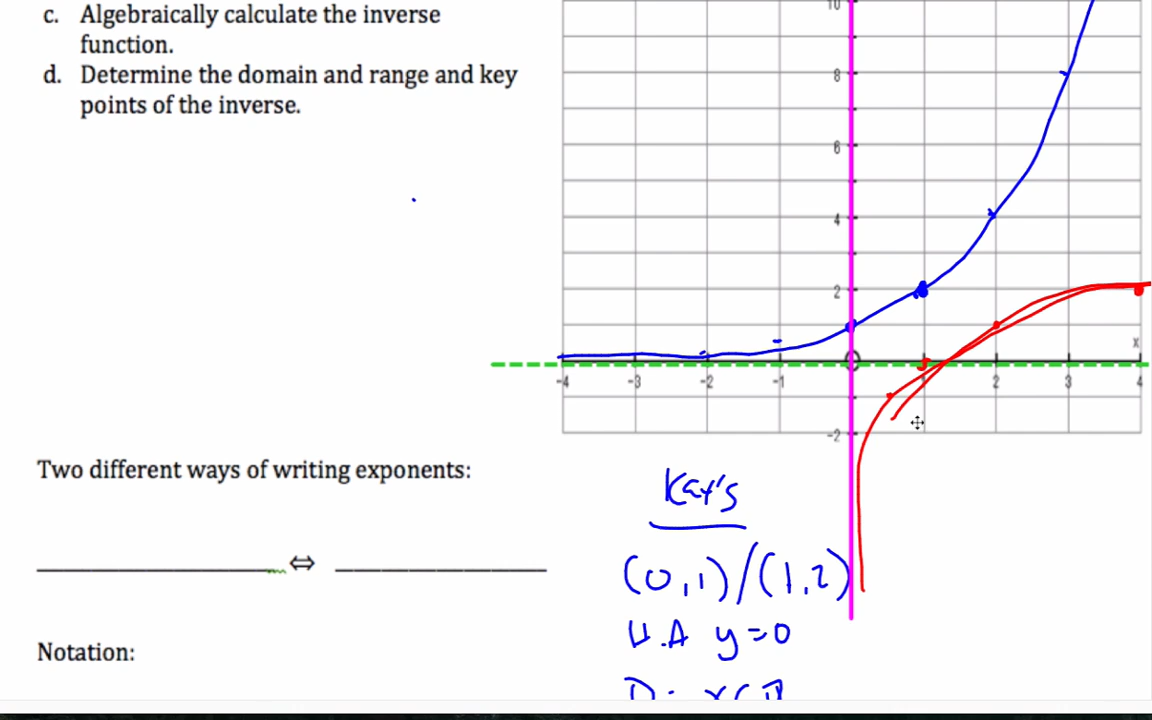 c. Algebraically calculate the inverse
function.
d. Determine the domain and range and key
points of the inverse.
10
8
6
4
2
x
-4 -3 -2 -1 0 1 2 3 4
-2
Two different ways of writing exponents:
⇔
Key's
(0,1)/(1,2)
H.A y=0
Notation: